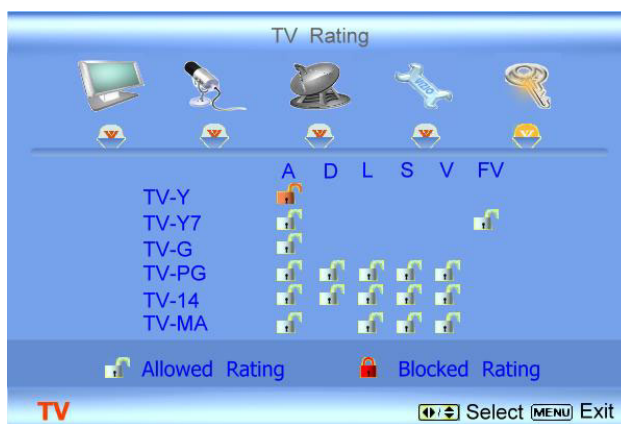 TV Rating
VIZIO
V V V V V
A D L S V FV
TV-Y
TV-Y7
TV-G
TV-PG
TV-14
TV-MA
Allowed Rating Blocked Rating
TV Select MENU Exit